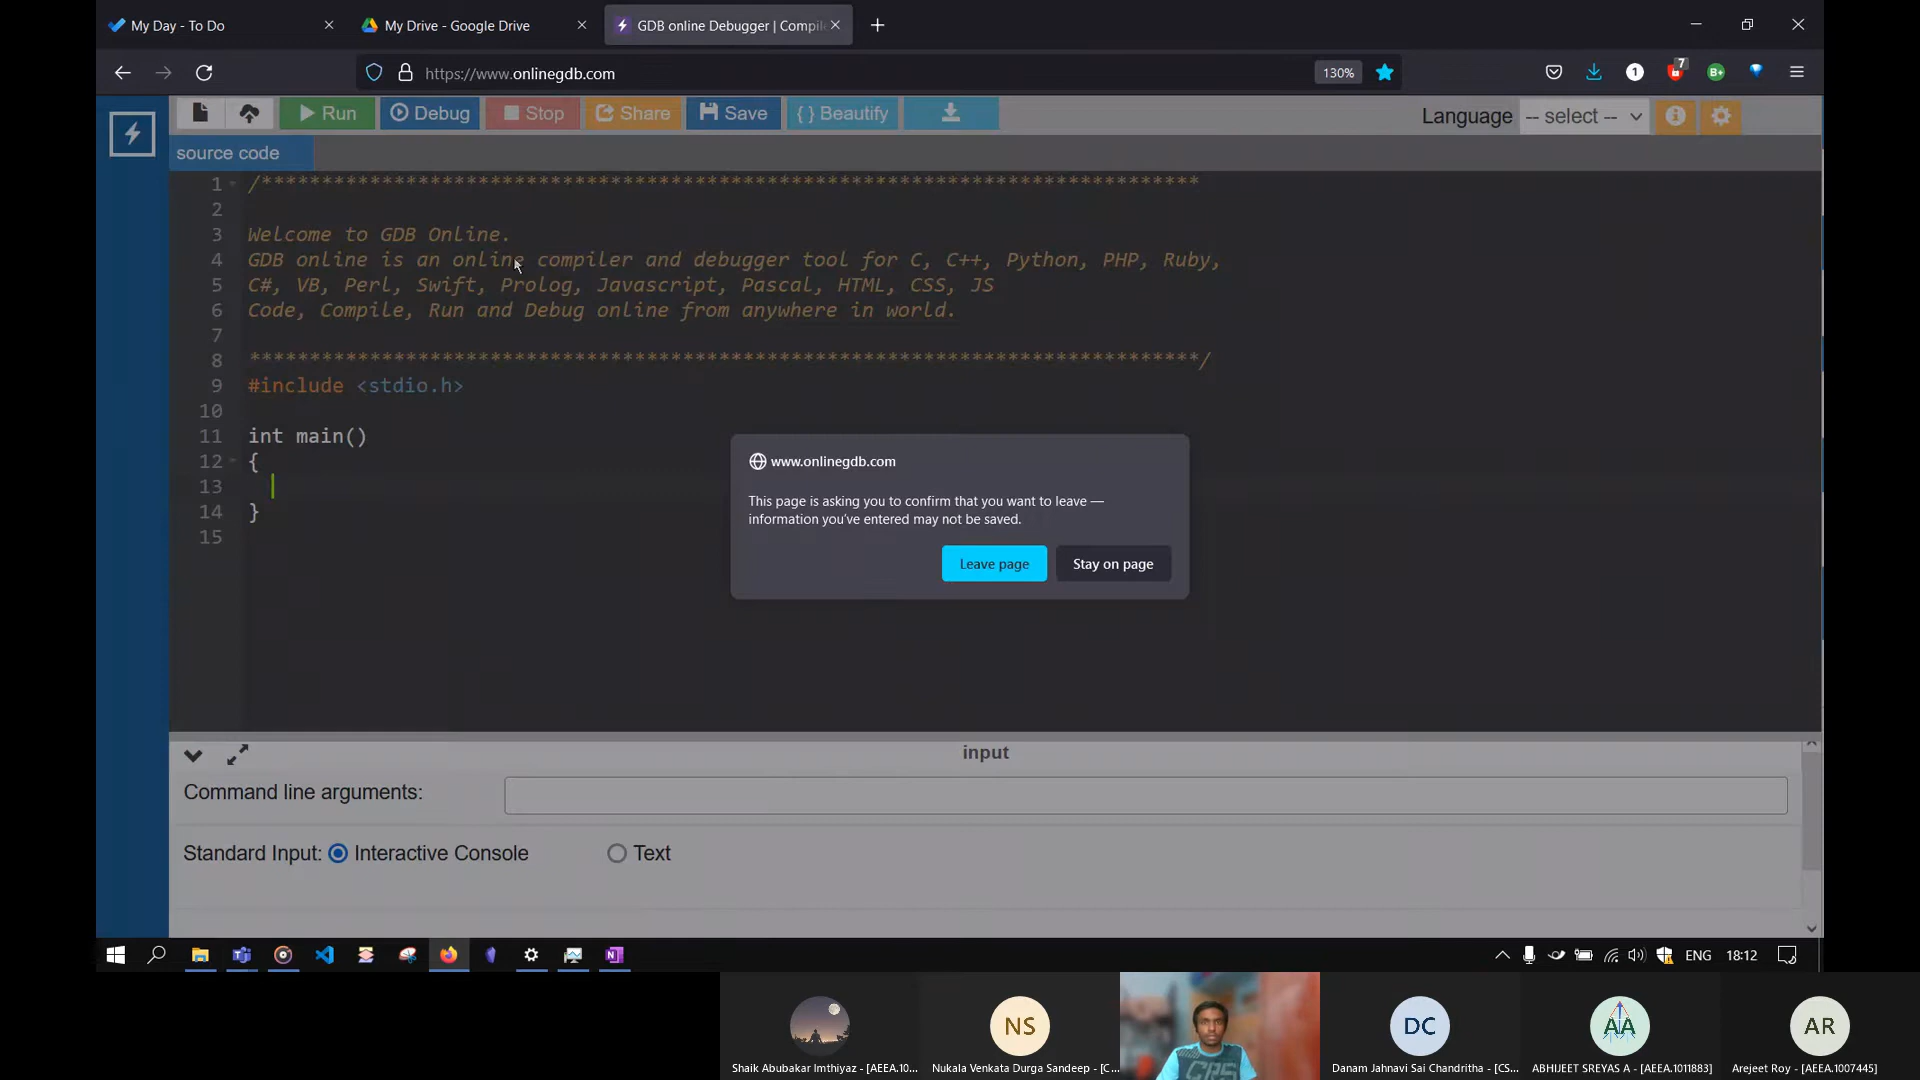 My Day - To Do
My Drive - Google Drive
GDB online Debugger | Compile
https://www.onlinegdb.com
130%
1
7
B+
Run
Debug
Stop
Share
Save
{ } Beautify
Language
-- select --
source code
1 /******************************************************************************
2
3 Welcome to GDB Online.
4 GDB online is an online compiler and debugger tool for C, C++, Python, PHP, Ruby,
5 C#, VB, Perl, Swift, Prolog, Javascript, Pascal, HTML, CSS, JS
6 Code, Compile, Run and Debug online from anywhere in world.
7
8 *******************************************************************************/
9 #include <stdio.h>
10
11 int main()
12 {
13
14 }
15
www.onlinegdb.com
This page is asking you to confirm that you want to leave —
information you've entered may not be saved.
Leave page
Stay on page
input
Command line arguments:
Standard Input:
Interactive Console
Text
ENG
18:12
NS
DC
AA
AR
Shaik Abubakar Imthiyaz - [AEEA.10...
Nukala Venkata Durga Sandeep - [C...
Danam Jahnavi Sai Chandritha - [CS...
ABHIJEET SREYAS A - [AEEA.1011883]
Arejeet Roy - [AEEA.1007445]